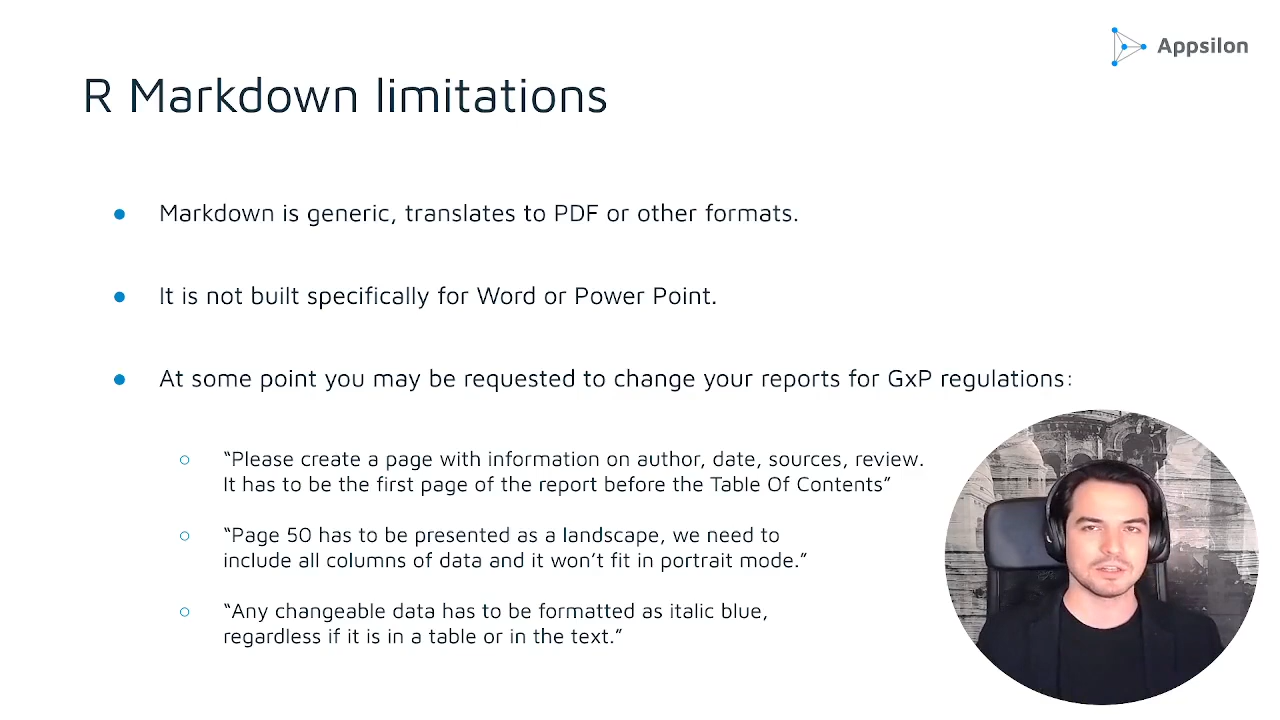 Appsilon
R Markdown limitations
● Markdown is generic, translates to PDF or other formats.
● It is not built specifically for Word or Power Point.
● At some point you may be requested to change your reports for GxP regulations:
○ “Please create a page with information on author, date, sources, review.
It has to be the first page of the report before the Table Of Contents”
○ “Page 50 has to be presented as a landscape, we need to
include all columns of data and it won’t fit in portrait mode.”
○ “Any changeable data has to be formatted as italic blue,
regardless if it is in a table or in the text.”